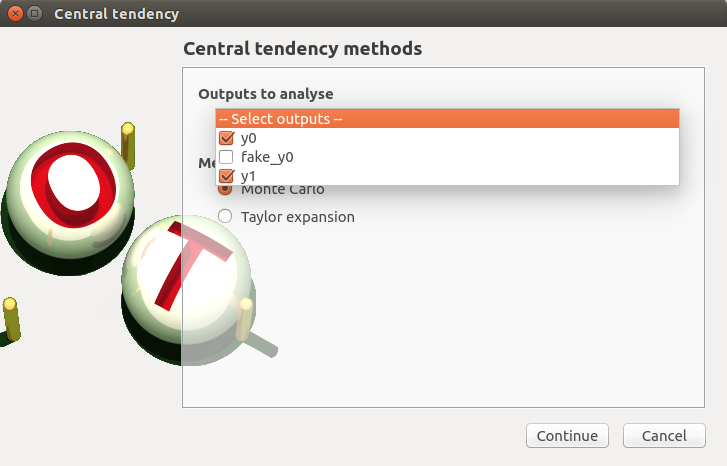 Central tendency
Central tendency methods
Outputs to analyse
-- Select outputs --
y0
fake_y0
y1
Monte Carlo
Taylor expansion
O
T
Continue
Cancel